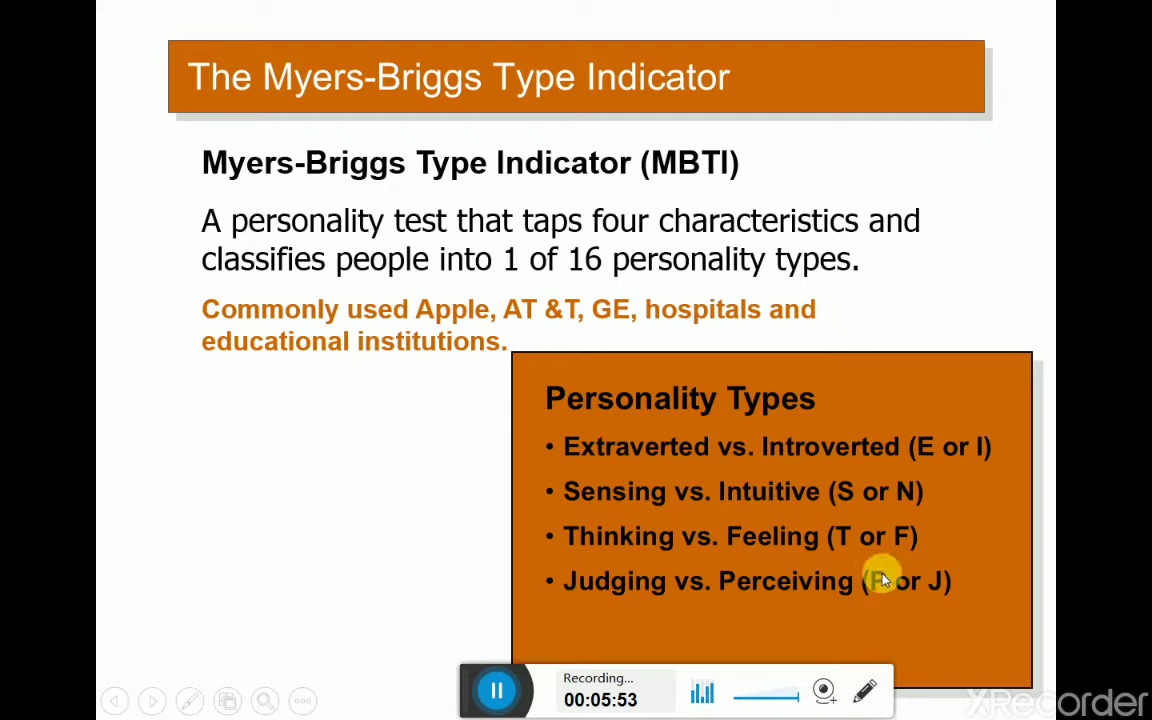 The Myers-Briggs Type Indicator
Myers-Briggs Type Indicator (MBTI)
A personality test that taps four characteristics and
classifies people into 1 of 16 personality types.
Commonly used Apple, AT &T, GE, hospitals and
educational institutions.
Personality Types
• Extraverted vs. Introverted (E or I)
• Sensing vs. Intuitive (S or N)
• Thinking vs. Feeling (T or F)
• Judging vs. Perceiving (P or J)
Recording...
00:05:53
XRecorder